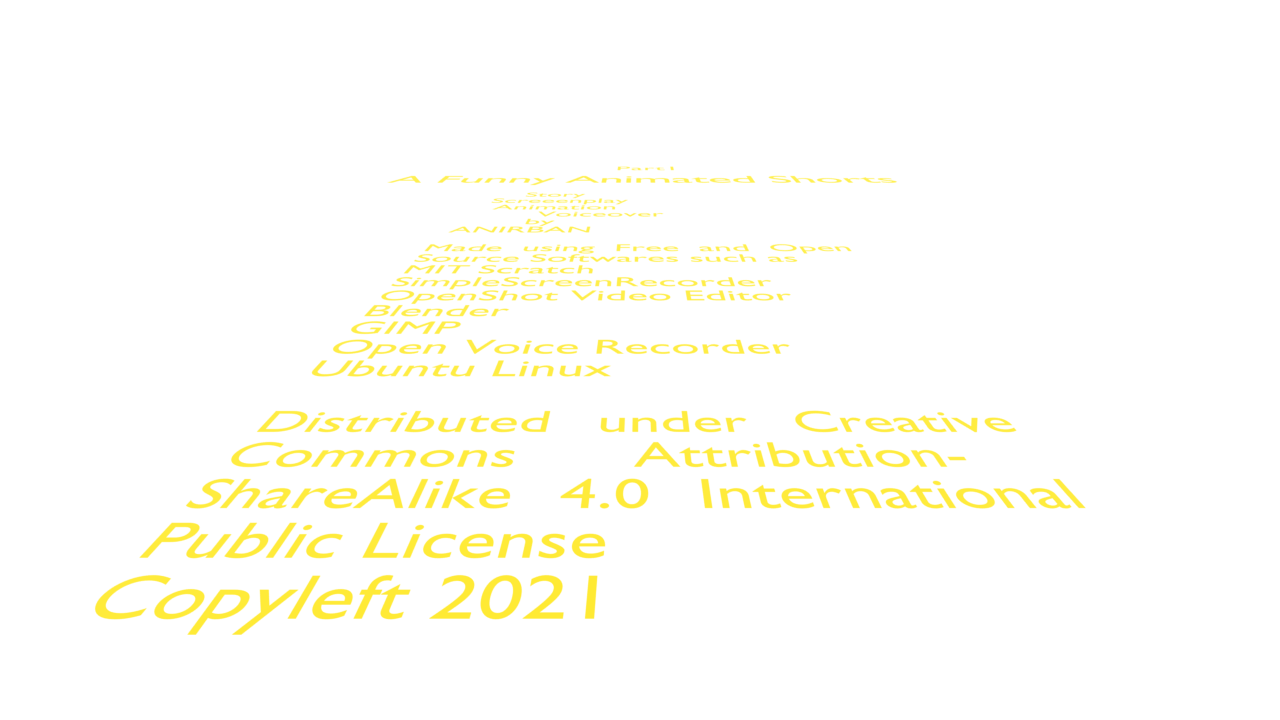 Part1
A Funny Animated Shorts
Story
Screeenplay
Animation
Voiceover
by
ANIRBAN
Made using Free and Open
Source Softwares such as
MIT Scratch
SimpleScreenRecorder
OpenShot Video Editor
Blender
GIMP
Open Voice Recorder
Ubuntu Linux
Distributed under Creative
Commons Attribution-
ShareAlike 4.0 International
Public License
Copyleft 2021